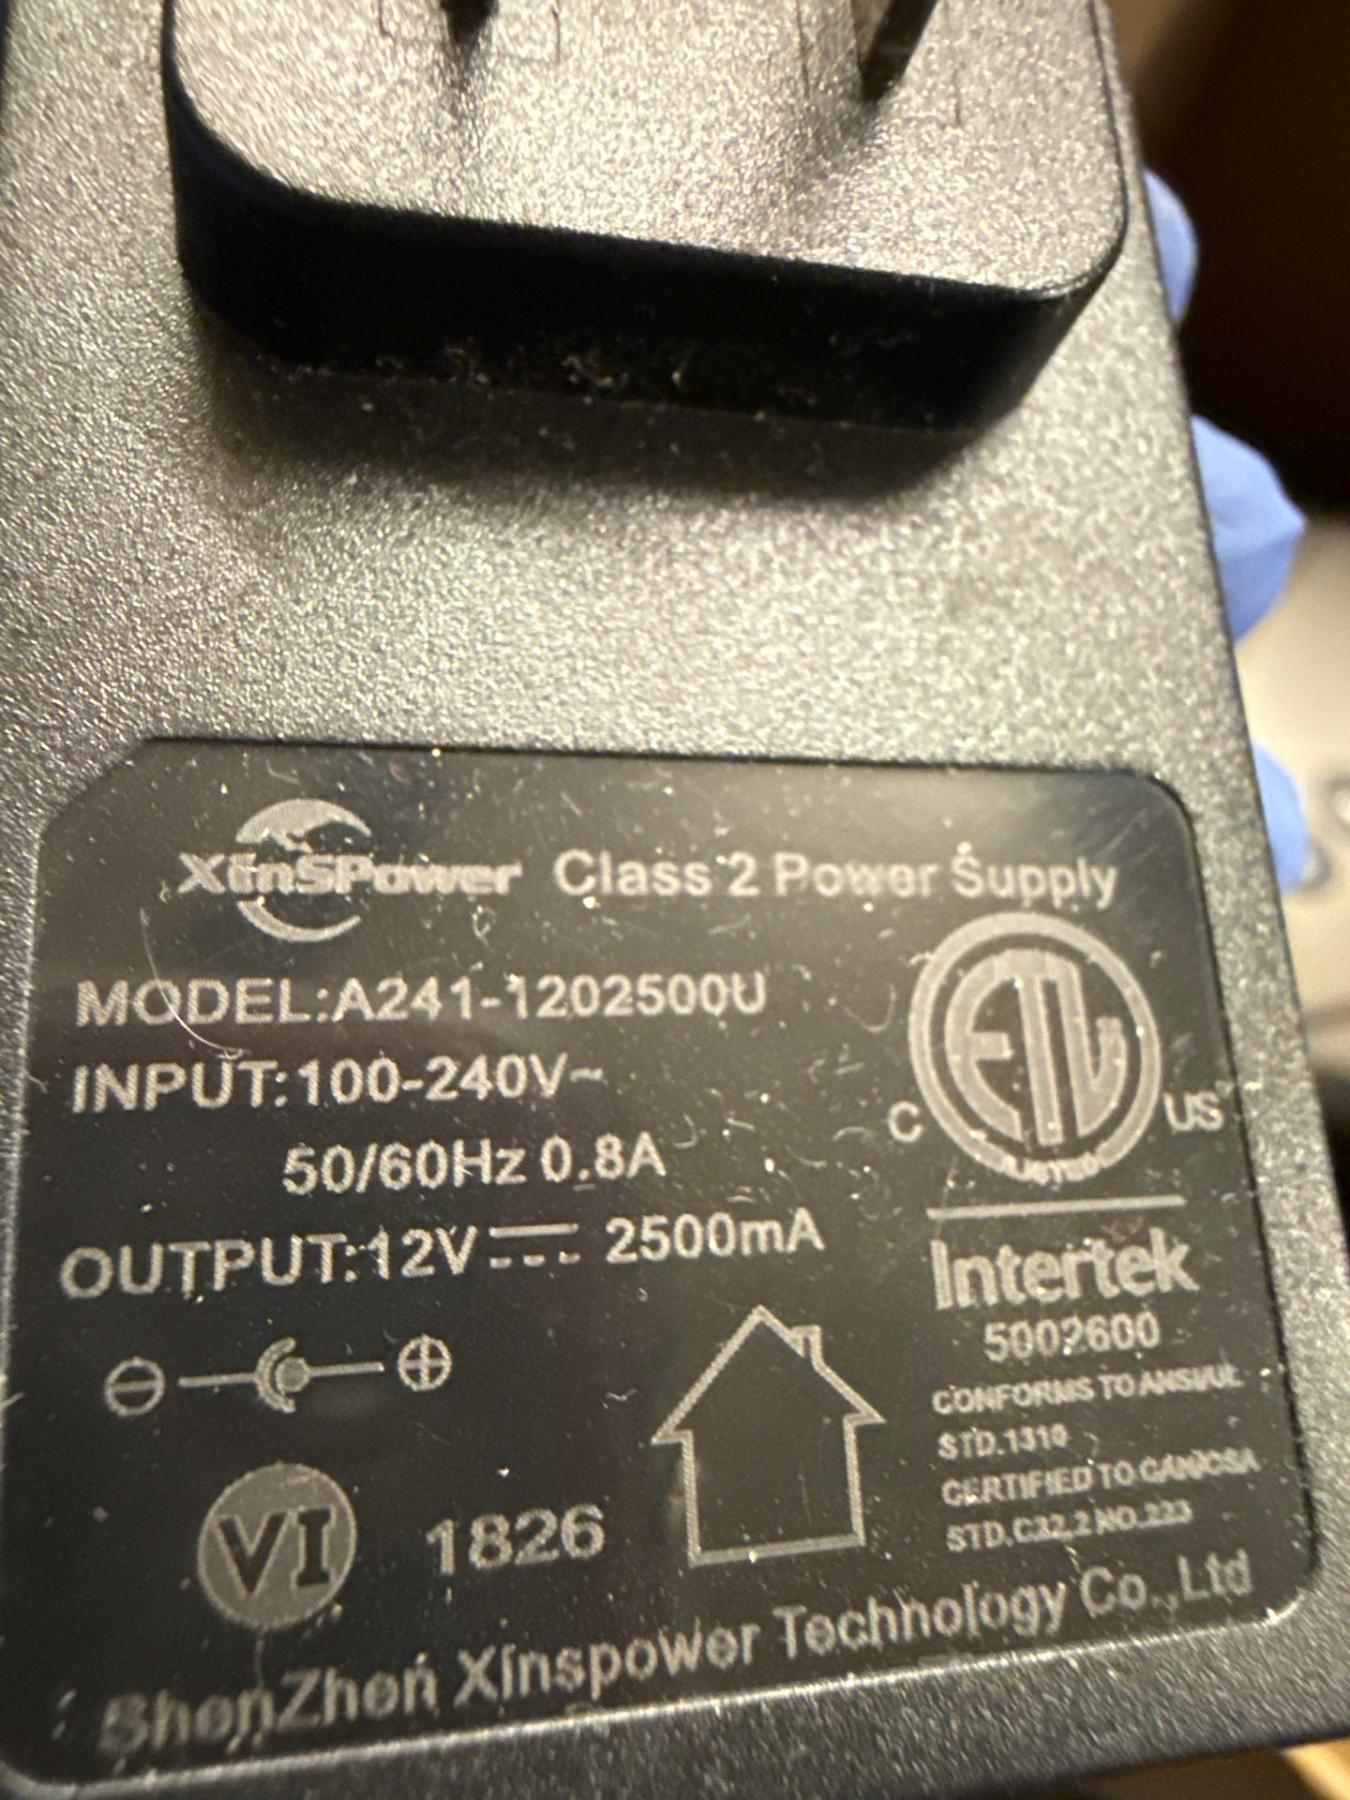 XinSPower Class 2 Power Supply
MODEL:A241-1202500U
INPUT:100-240V~
50/60Hz 0.8A
OUTPUT:12V⎓ 2500mA
ETL
LISTED
C US
Intertek
5002600
CONFORMS TO ANSI/UL
STD.1310
CERTIFIED TO CAN/CSA
STD.C22.2 NO.223
VI 1826
ShenZhen Xinspower Technology Co.,Ltd